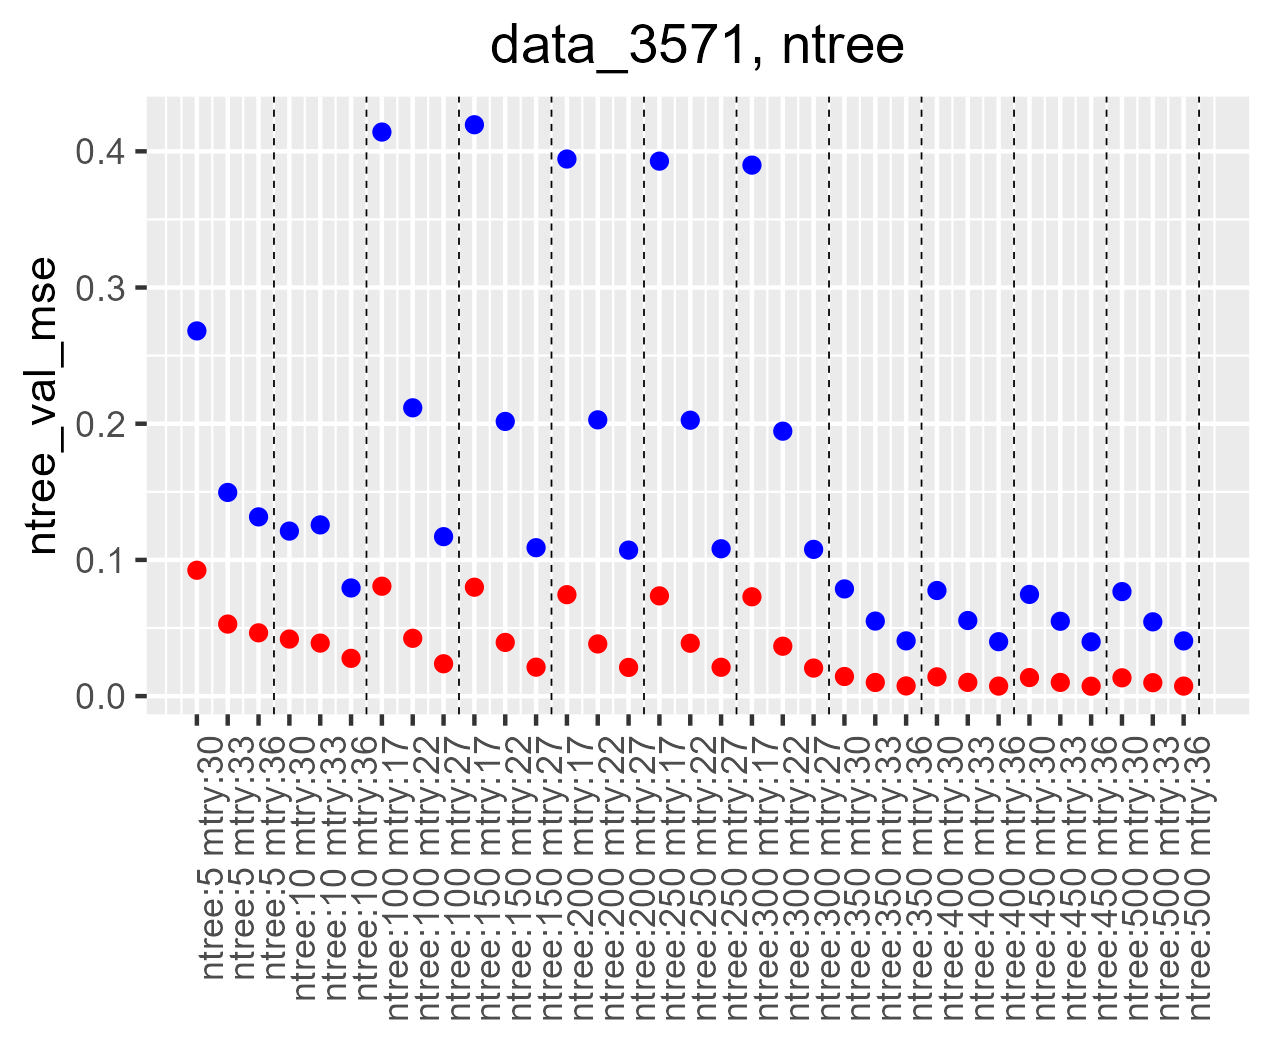 data_3571, ntree
ntree_val_mse
0.4
0.3
0.2
0.1
0.0
ntree:5 mtry:30
ntree:5 mtry:33
ntree:5 mtry:36
ntree:10 mtry:30
ntree:10 mtry:33
ntree:10 mtry:36
ntree:100 mtry:17
ntree:100 mtry:22
ntree:100 mtry:27
ntree:150 mtry:17
ntree:150 mtry:22
ntree:150 mtry:27
ntree:200 mtry:17
ntree:200 mtry:22
ntree:200 mtry:27
ntree:250 mtry:17
ntree:250 mtry:22
ntree:250 mtry:27
ntree:300 mtry:17
ntree:300 mtry:22
ntree:300 mtry:27
ntree:350 mtry:30
ntree:350 mtry:33
ntree:350 mtry:36
ntree:400 mtry:30
ntree:400 mtry:33
ntree:400 mtry:36
ntree:450 mtry:30
ntree:450 mtry:33
ntree:450 mtry:36
ntree:500 mtry:30
ntree:500 mtry:33
ntree:500 mtry:36